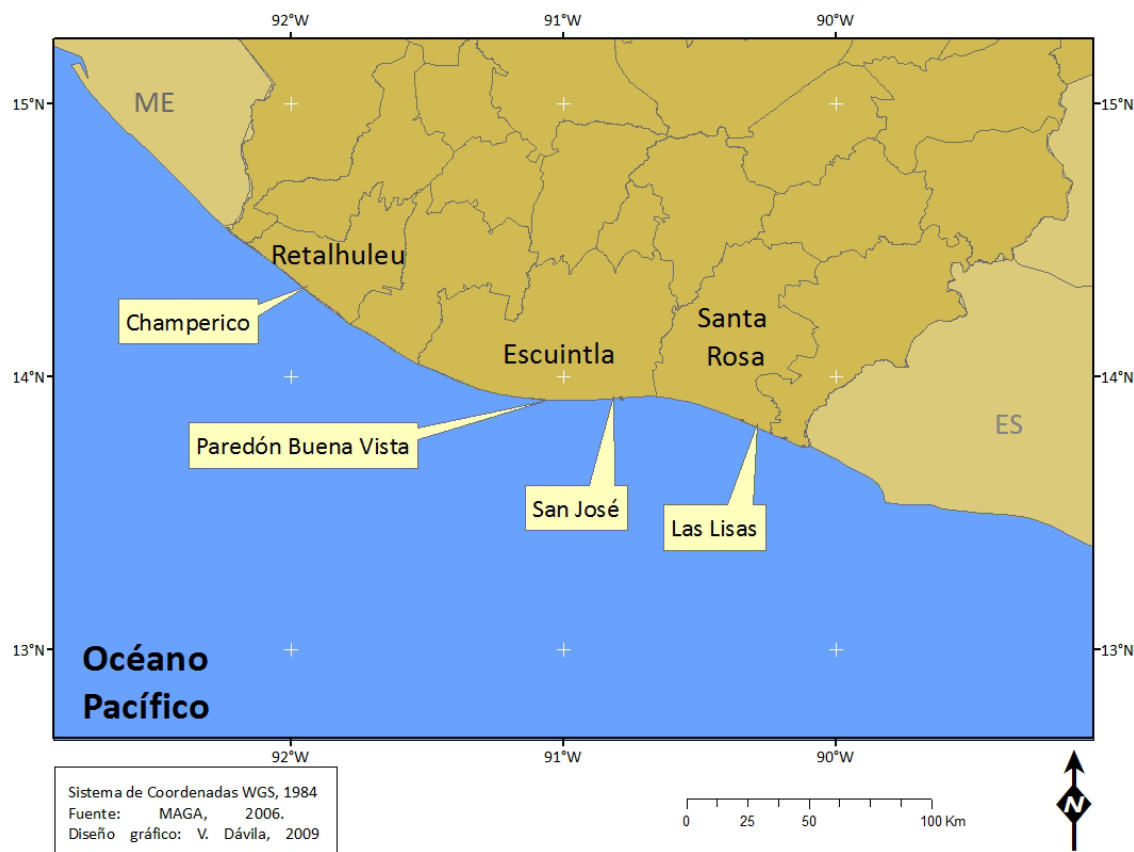 92°W 91°W 90°W
15°N 15°N
ME
Retalhuleu
Champerico
Santa
Rosa
Escuintla
14°N 14°N
ES
Paredón Buena Vista
San José
Las Lisas
13°N 13°N
Océano
Pacífico
92°W 91°W 90°W
Sistema de Coordenadas WGS, 1984
Fuente: MAGA, 2006.
Diseño gráfico: V. Dávila, 2009
0 25 50 100 Km
N